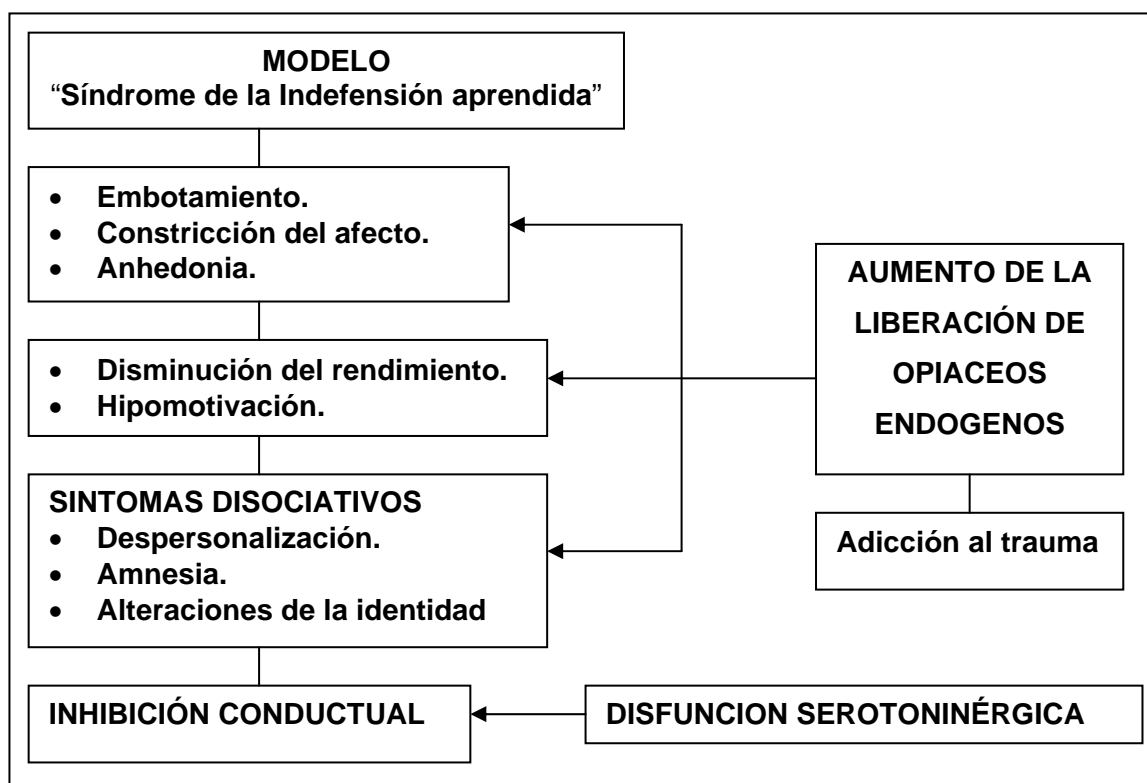 MODELO
“Síndrome de la Indefensión aprendida”
• Embotamiento.
• Constricción del afecto.
• Anhedonia.
• Disminución del rendimiento.
• Hipomotivación.
SINTOMAS DISOCIATIVOS
• Despersonalización.
• Amnesia.
• Alteraciones de la identidad
INHIBICIÓN CONDUCTUAL
AUMENTO DE LA
LIBERACIÓN DE
OPIACEOS
ENDOGENOS
Adicción al trauma
DISFUNCION SEROTONINÉRGICA